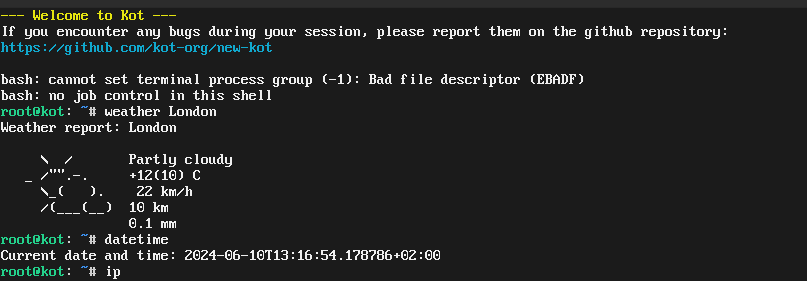 --- Welcome to Kot ---
If you encounter any bugs during your session, please report them on the github repository:
https://github.com/kot-org/new-kot

bash: cannot set terminal process group (-1): Bad file descriptor (EBADF)
bash: no job control in this shell
root@kot: ~# weather London
Weather report: London

     \  /       Partly cloudy
   _ /"".-.     +12(10) C
     \_(   ).    22 km/h
     /(___(__)  10 km
                0.1 mm
root@kot: ~# datetime
Current date and time: 2024-06-10T13:16:54.178786+02:00
root@kot: ~# ip